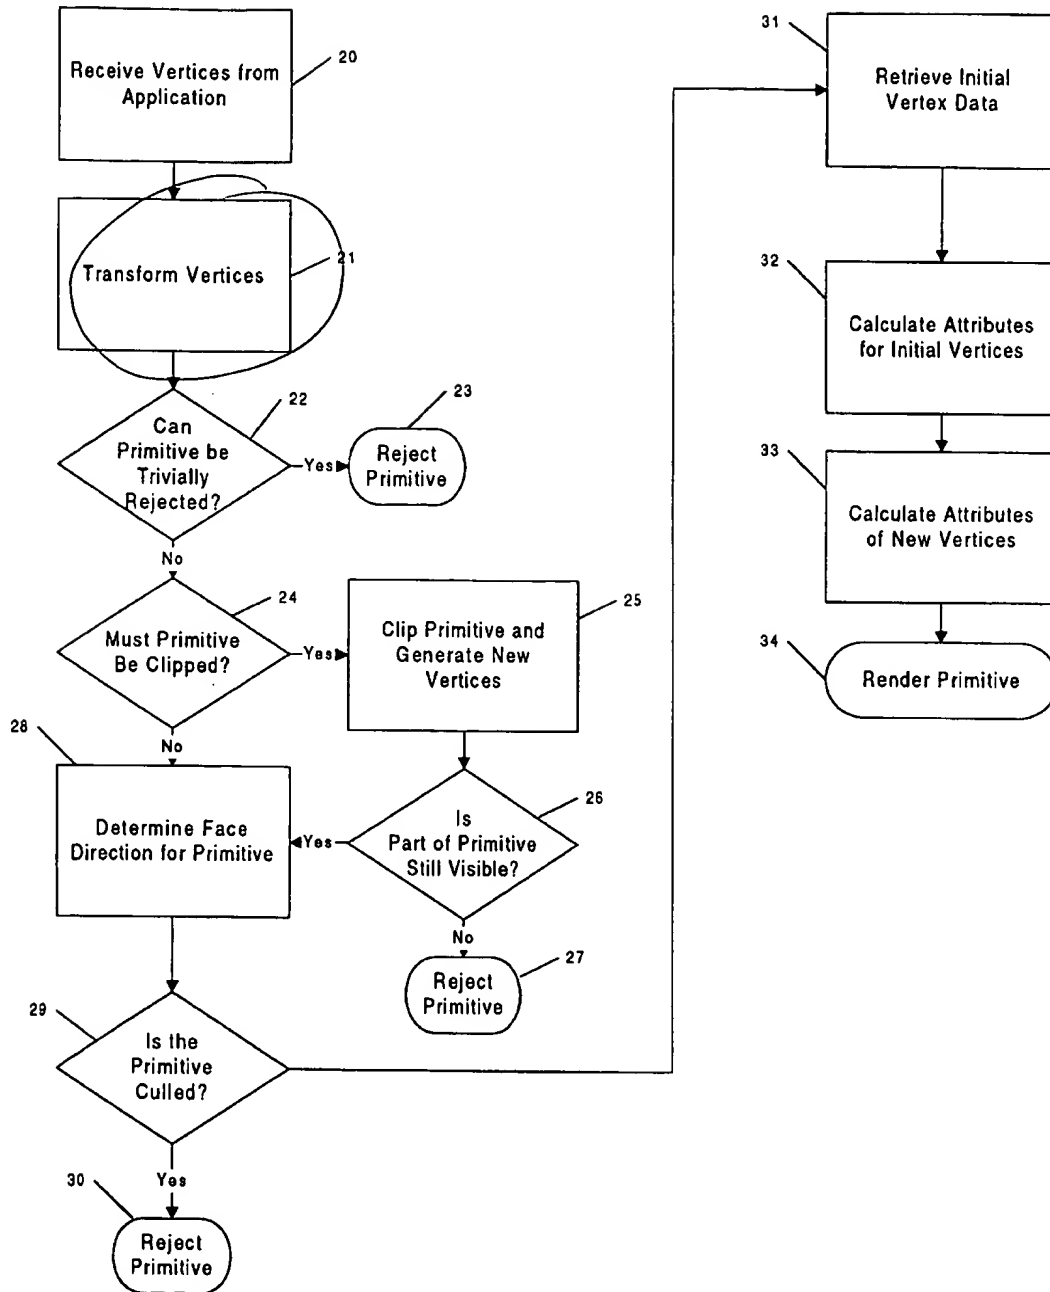 Receive Vertices from
Application
20
Transform Vertices
21
Can
Primitive be
Trivially
Rejected?
22
Yes
Reject
Primitive
23
No
Must Primitive
Be Clipped?
24
Yes
Clip Primitive and
Generate New
Vertices
25
No
28
Determine Face
Direction for Primitive
Yes
Is
Part of Primitive
Still Visible?
26
No
Reject
Primitive
27
29
Is the
Primitive
Culled?
Yes
30
Reject
Primitive
31
Retrieve Initial
Vertex Data
32
Calculate Attributes
for Initial Vertices
33
Calculate Attributes
of New Vertices
34
Render Primitive